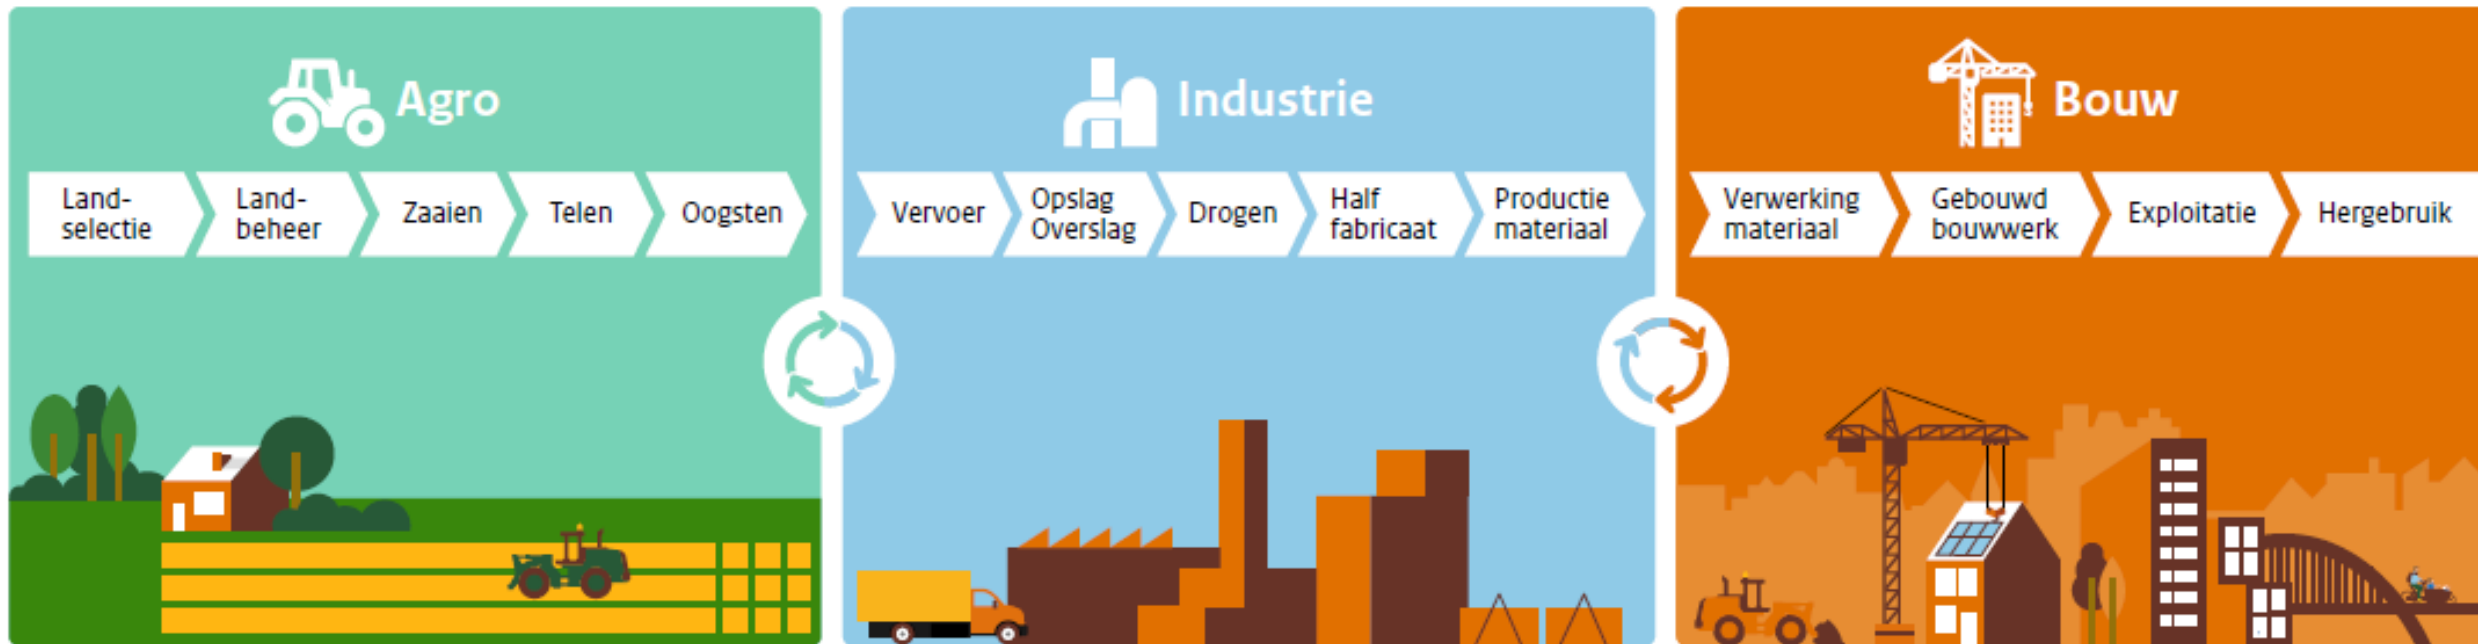 Agro
Land-
selectie
Land-
beheer
Zaaien
Telen
Oogsten
Industrie
Vervoer
Opslag
Overslag
Drogen
Half
fabricaat
Productie
materiaal
Bouw
Verwerking
materiaal
Gebouwd
bouwwerk
Exploitatie
Hergebruik